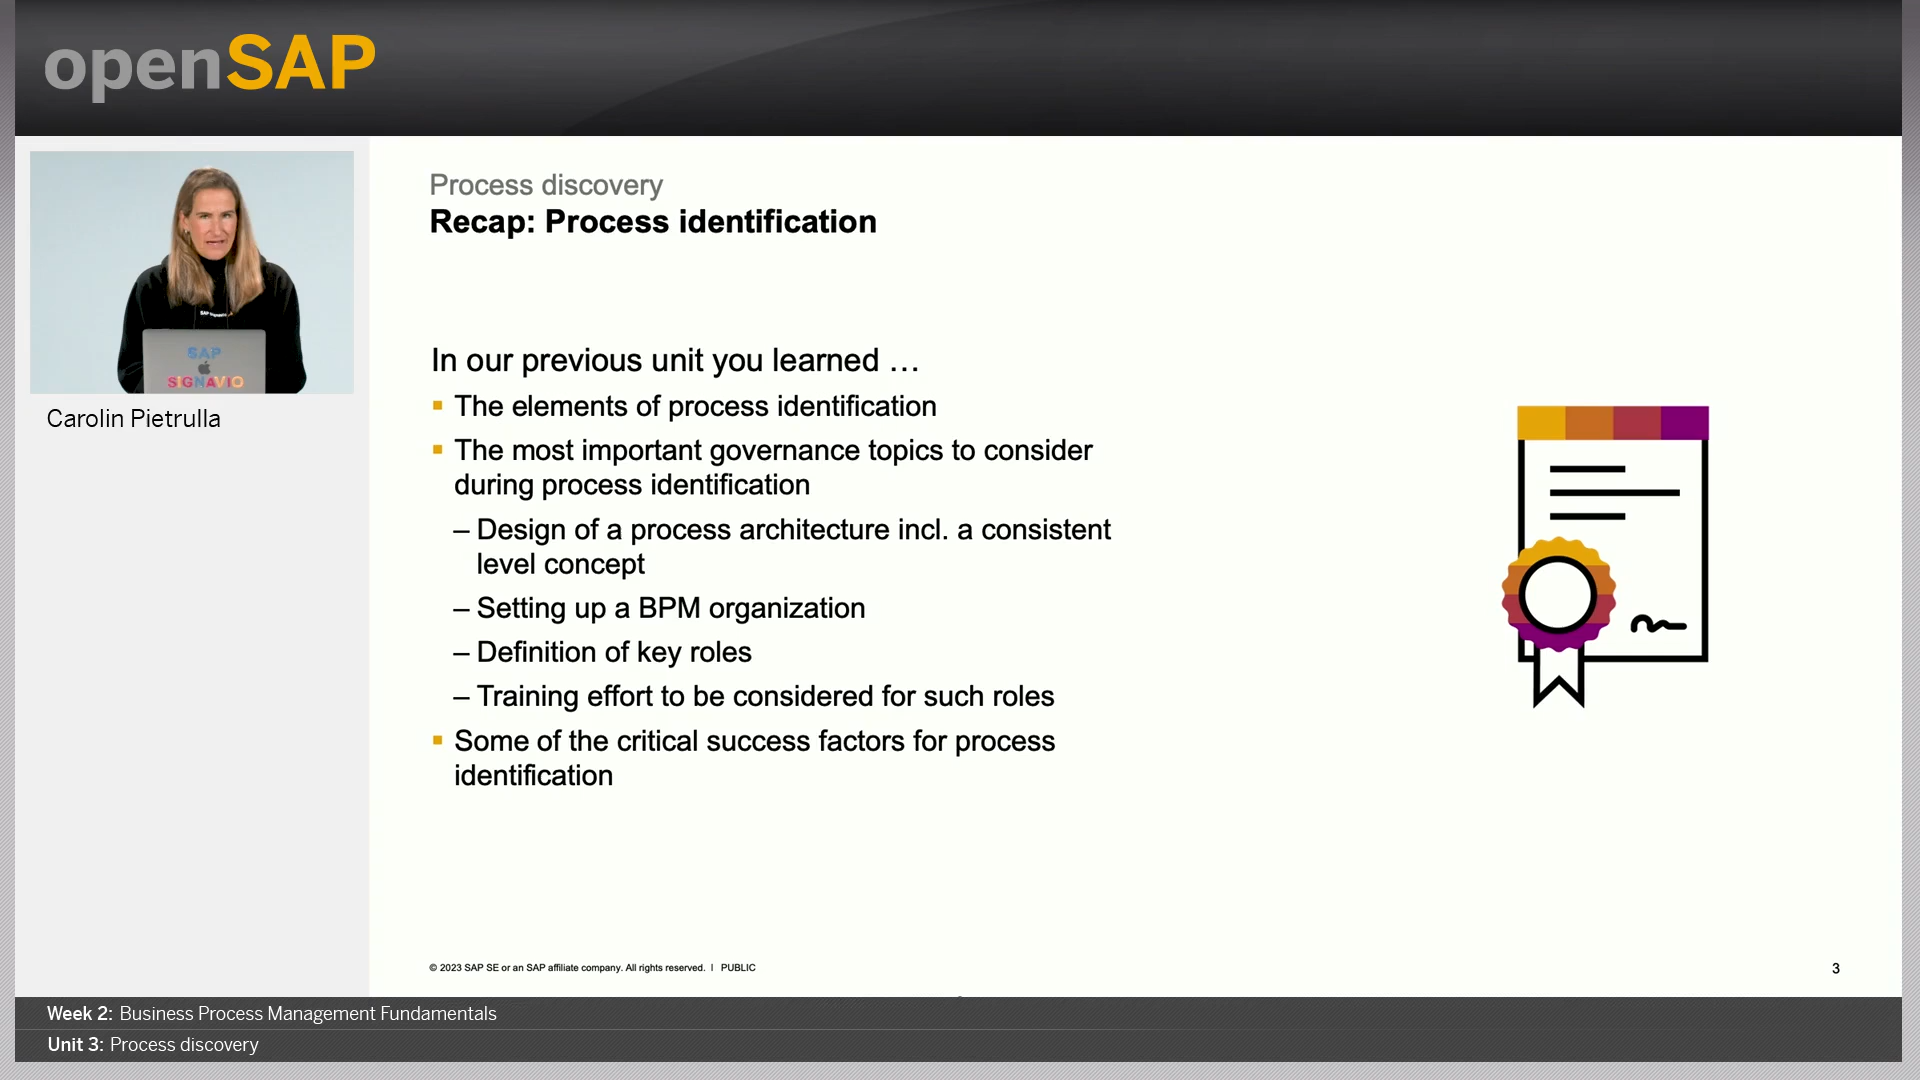 openSAP
Process discovery
Recap: Process identification
SAP
SIGNAVIO
Carolin Pietrulla
In our previous unit you learned …
▪ The elements of process identification
▪ The most important governance topics to consider
during process identification
– Design of a process architecture incl. a consistent
level concept
– Setting up a BPM organization
– Definition of key roles
– Training effort to be considered for such roles
▪ Some of the critical success factors for process
identification
© 2023 SAP SE or an SAP affiliate company. All rights reserved. I PUBLIC
3
Week 2: Business Process Management Fundamentals
Unit 3: Process discovery